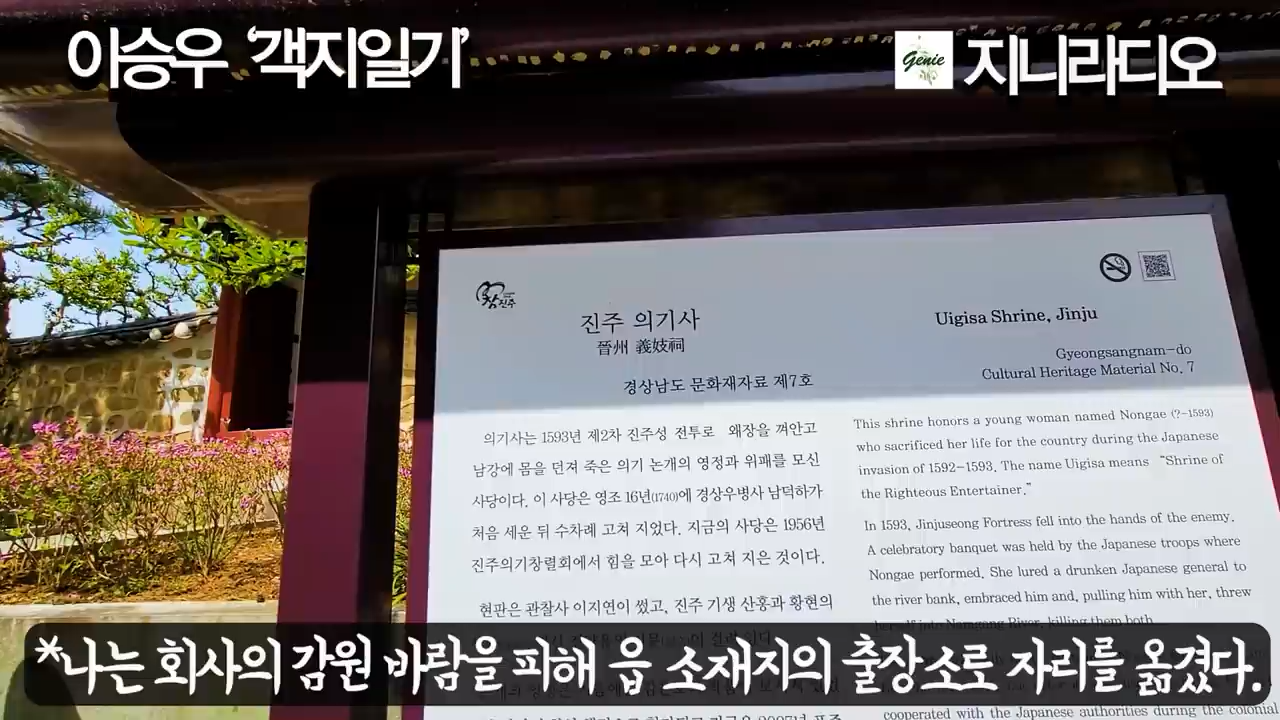 이승우 '객지일기'
Genie
지니라디오
참진주
진주 의기사
晉州 義妓祠
경상남도 문화재자료 제7호
의기사는 1593년 제2차 진주성 전투로 왜장을 껴안고
남강에 몸을 던져 죽은 의기 논개의 영정과 위패를 모신
사당이다. 이 사당은 영조 16년(1740)에 경상우병사 남덕하가
처음 세운 뒤 수차례 고쳐 지었다. 지금의 사당은 1956년
진주의기창렬회에서 힘을 모아 다시 고쳐 지은 것이다.
현판은 관찰사 이지연이 썼고, 진주 기생 산홍과 황현의
Uigisa Shrine, Jinju
Gyeongsangnam-do
Cultural Heritage Material No. 7
This shrine honors a young woman named Nongae (?-1593)
who sacrificed her life for the country during the Japanese
invasion of 1592-1593. The name Uigisa means “Shrine of
the Righteous Entertainer.”
In 1593, Jinjuseong Fortress fell into the hands of the enemy.
A celebratory banquet was held by the Japanese troops where
Nongae performed. She lured a drunken Japanese general to
the river bank, embraced him and, pulling him with her, threw
herself into Namgang River, killing them both.
cooperated with the Japanese authorities during the colonial
*나는 회사의 감원 바람을 피해 읍 소재지의 출장소로 자리를 옮겼다.